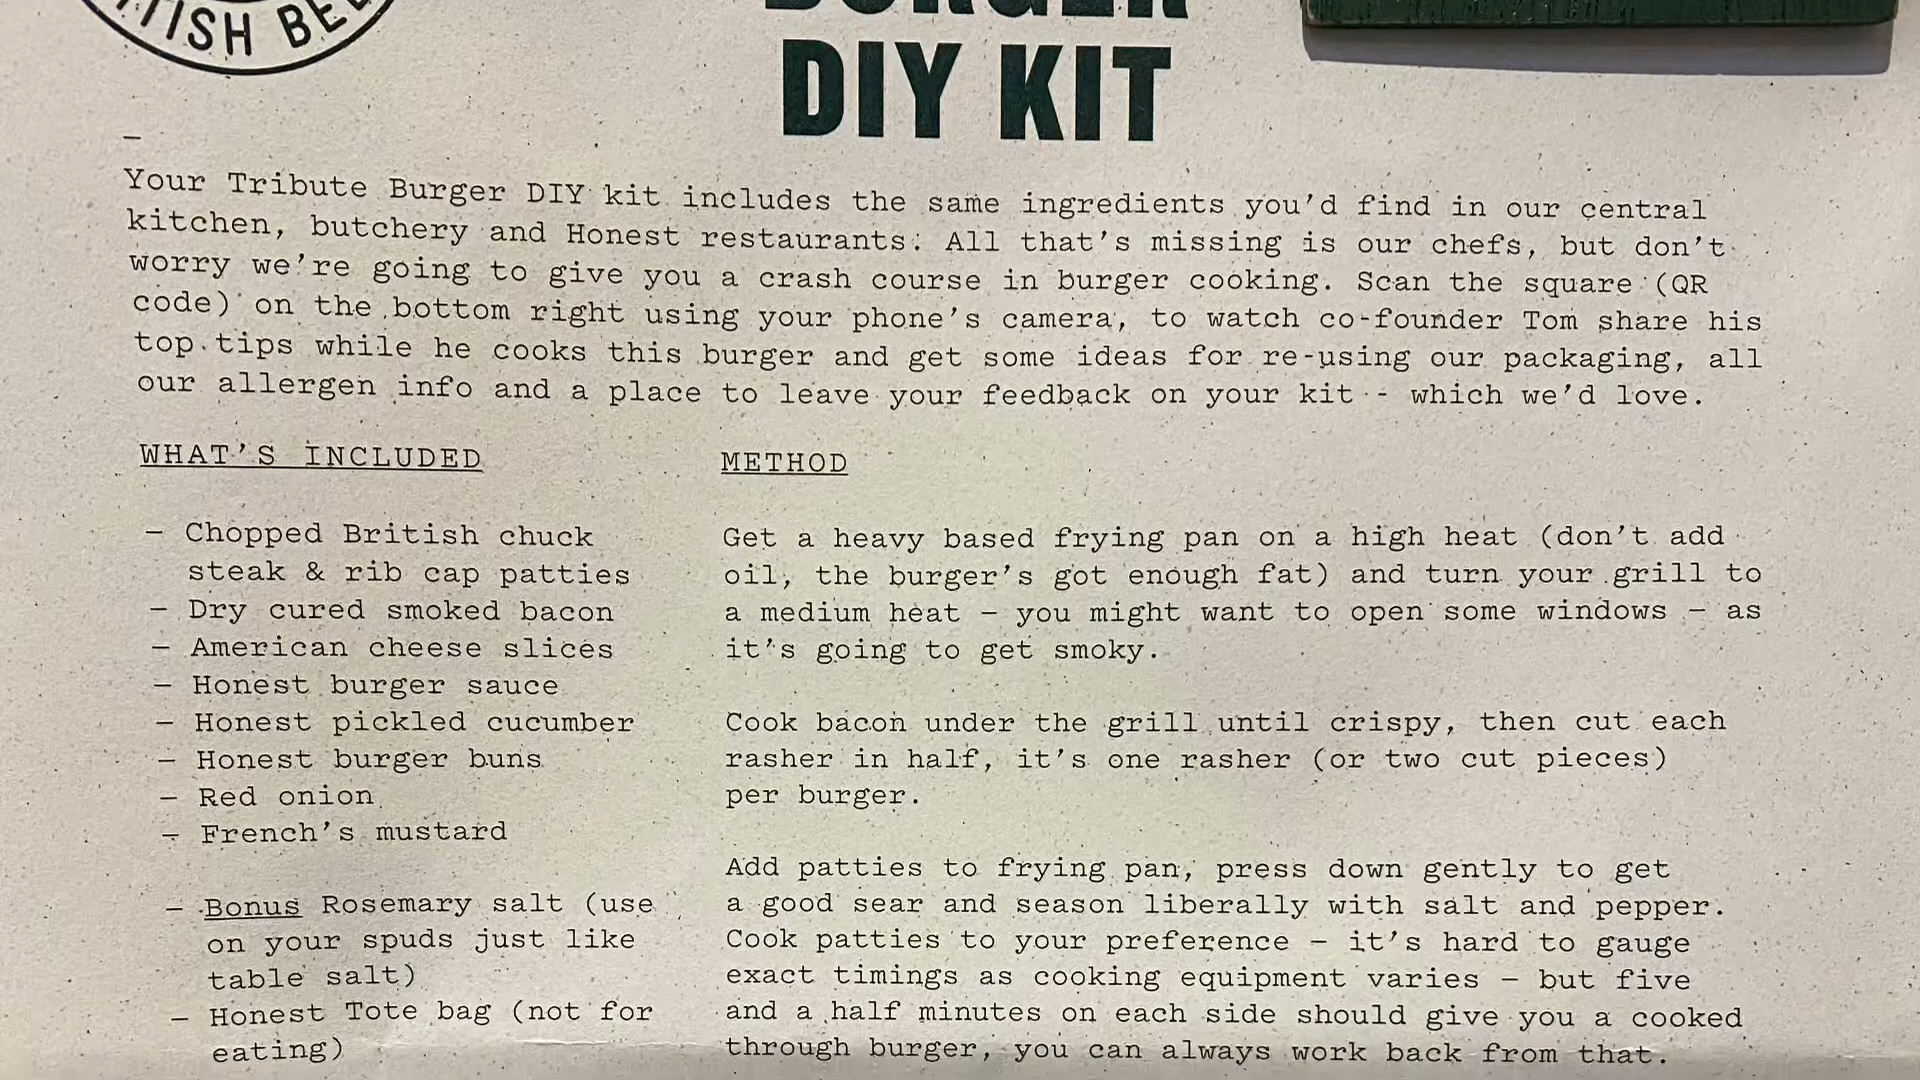 BURGER
DIY KIT
—
Your Tribute Burger DIY kit includes the same ingredients you'd find in our central
kitchen, butchery and Honest restaurants. All that's missing is our chefs, but don't
worry we're going to give you a crash course in burger cooking. Scan the square (QR
code) on the bottom right using your phone's camera, to watch co-founder Tom share his
top tips while he cooks this burger and get some ideas for re-using our packaging, all
our allergen info and a place to leave your feedback on your kit - which we'd love.
WHAT'S INCLUDED
— Chopped British chuck
steak & rib cap patties
— Dry cured smoked bacon
— American cheese slices
— Honest burger sauce
— Honest pickled cucumber
— Honest burger buns
— Red onion
— French's mustard
— Bonus Rosemary salt (use
on your spuds just like
table salt)
— Honest Tote bag (not for
eating)
METHOD
Get a heavy based frying pan on a high heat (don't add
oil, the burger's got enough fat) and turn your grill to
a medium heat — you might want to open some windows — as
it's going to get smoky.
Cook bacon under the grill until crispy, then cut each
rasher in half, it's one rasher (or two cut pieces)
per burger.
Add patties to frying pan, press down gently to get
a good sear and season liberally with salt and pepper.
Cook patties to your preference — it's hard to gauge
exact timings as cooking equipment varies — but five
and a half minutes on each side should give you a cooked
through burger, you can always work back from that.